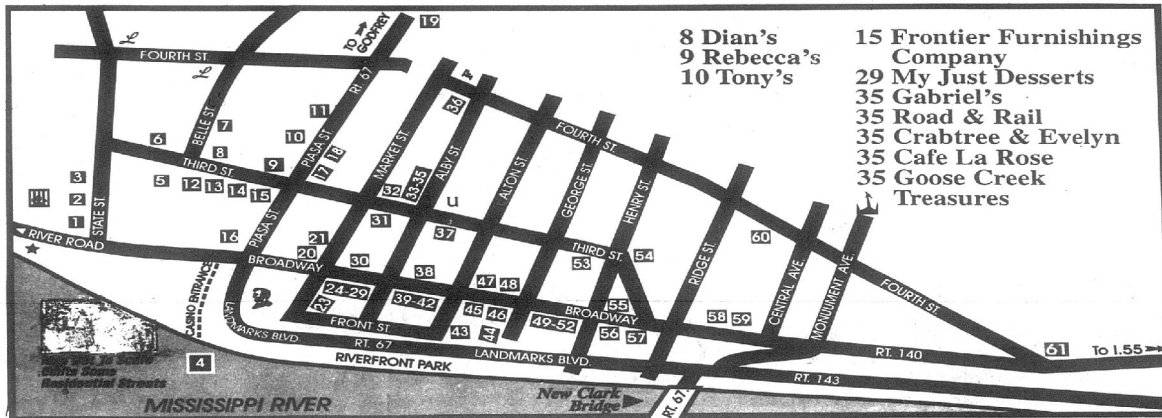 8 Dian's
9 Rebecca's
10 Tony's
15 Frontier Furnishings
Company
29 My Just Desserts
35 Gabriel's
35 Road & Rail
35 Crabtree & Evelyn
35 Cafe La Rose
35 Goose Creek
Treasures
TO GODFREY
19
FOURTH ST.
RT. 67
BELLE ST.
7
11
10
PIASA ST.
18
17
6
8
9
THIRD ST.
5
12
13
14
15
3
2
1
STATE ST.
RIVER ROAD
16
PIASA ST.
21
20
BROADWAY
MARKET ST.
36
ALBY ST.
32
33-35
31
u
37
ALTON ST.
FOURTH ST.
GEORGE ST.
HENRY ST.
THIRD ST.
53
54
RIDGE ST.
60
CENTRAL AVE.
MONUMENT AVE.
FOURTH ST.
30
38
47
48
24-29
23
39-42
45
46
43
44
49-52
BROADWAY
55
56
57
58
59
FRONT ST.
CASINO ENTRANCE
LANDMARKS BLVD
RT. 67
LANDMARKS BLVD.
RIVERFRONT PARK
4
RT. 140
61
To I.55
RT. 143
Omits Some
Residential Streets
MISSISSIPPI RIVER
New Clark
Bridge
RT. 67